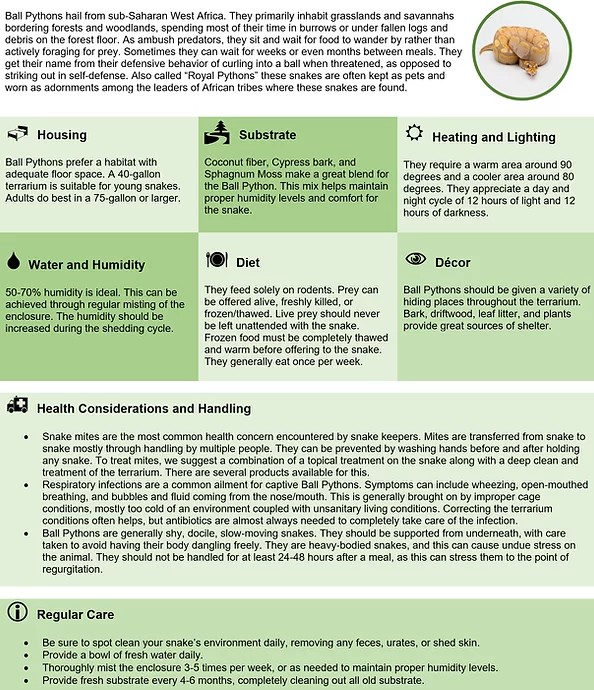 Ball Pythons hail from sub-Saharan West Africa. They primarily inhabit grasslands and savannahs
bordering forests and woodlands, spending most of their time in burrows or under fallen logs and
debris on the forest floor. As ambush predators, they sit and wait for food to wander by rather than
actively foraging for prey. Sometimes they can wait for weeks or even months between meals. They
get their name from their defensive behavior of curling into a ball when threatened, as opposed to
striking out in self-defense. Also called “Royal Pythons” these snakes are often kept as pets and
worn as adornments among the leaders of African tribes where these snakes are found.
Housing
Ball Pythons prefer a habitat with
adequate floor space. A 40-gallon
terrarium is suitable for young snakes.
Adults do best in a 75-gallon or larger.
Substrate
Coconut fiber, Cypress bark, and
Sphagnum Moss make a great blend for
the Ball Python. This mix helps maintain
proper humidity levels and comfort for
the snake.
Heating and Lighting
They require a warm area around 90
degrees and a cooler area around 80
degrees. They appreciate a day and
night cycle of 12 hours of light and 12
hours of darkness.
Water and Humidity
50-70% humidity is ideal. This can be
achieved through regular misting of the
enclosure. The humidity should be
increased during the shedding cycle.
Diet
They feed solely on rodents. Prey can
be offered alive, freshly killed, or
frozen/thawed. Live prey should never
be left unattended with the snake.
Frozen food must be completely thawed
and warm before offering to the snake.
They generally eat once per week.
Décor
Ball Pythons should be given a variety of
hiding places throughout the terrarium.
Bark, driftwood, leaf litter, and plants
provide great sources of shelter.
Health Considerations and Handling
• Snake mites are the most common health concern encountered by snake keepers. Mites are transferred from snake to
snake mostly through handling by multiple people. They can be prevented by washing hands before and after holding
any snake. To treat mites, we suggest a combination of a topical treatment on the snake along with a deep clean and
treatment of the terrarium. There are several products available for this.
• Respiratory infections are a common ailment for captive Ball Pythons. Symptoms can include wheezing, open-mouthed
breathing, and bubbles and fluid coming from the nose/mouth. This is generally brought on by improper cage
conditions, mostly too cold of an environment coupled with unsanitary living conditions. Correcting the terrarium
conditions often helps, but antibiotics are almost always needed to completely take care of the infection.
• Ball Pythons are generally shy, docile, slow-moving snakes. They should be supported from underneath, with care
taken to avoid having their body dangling freely. They are heavy-bodied snakes, and this can cause undue stress on
the animal. They should not be handled for at least 24-48 hours after a meal, as this can stress them to the point of
regurgitation.
Regular Care
• Be sure to spot clean your snake’s environment daily, removing any feces, urates, or shed skin.
• Provide a bowl of fresh water daily.
• Thoroughly mist the enclosure 3-5 times per week, or as needed to maintain proper humidity levels.
• Provide fresh substrate every 4-6 months, completely cleaning out all old substrate.